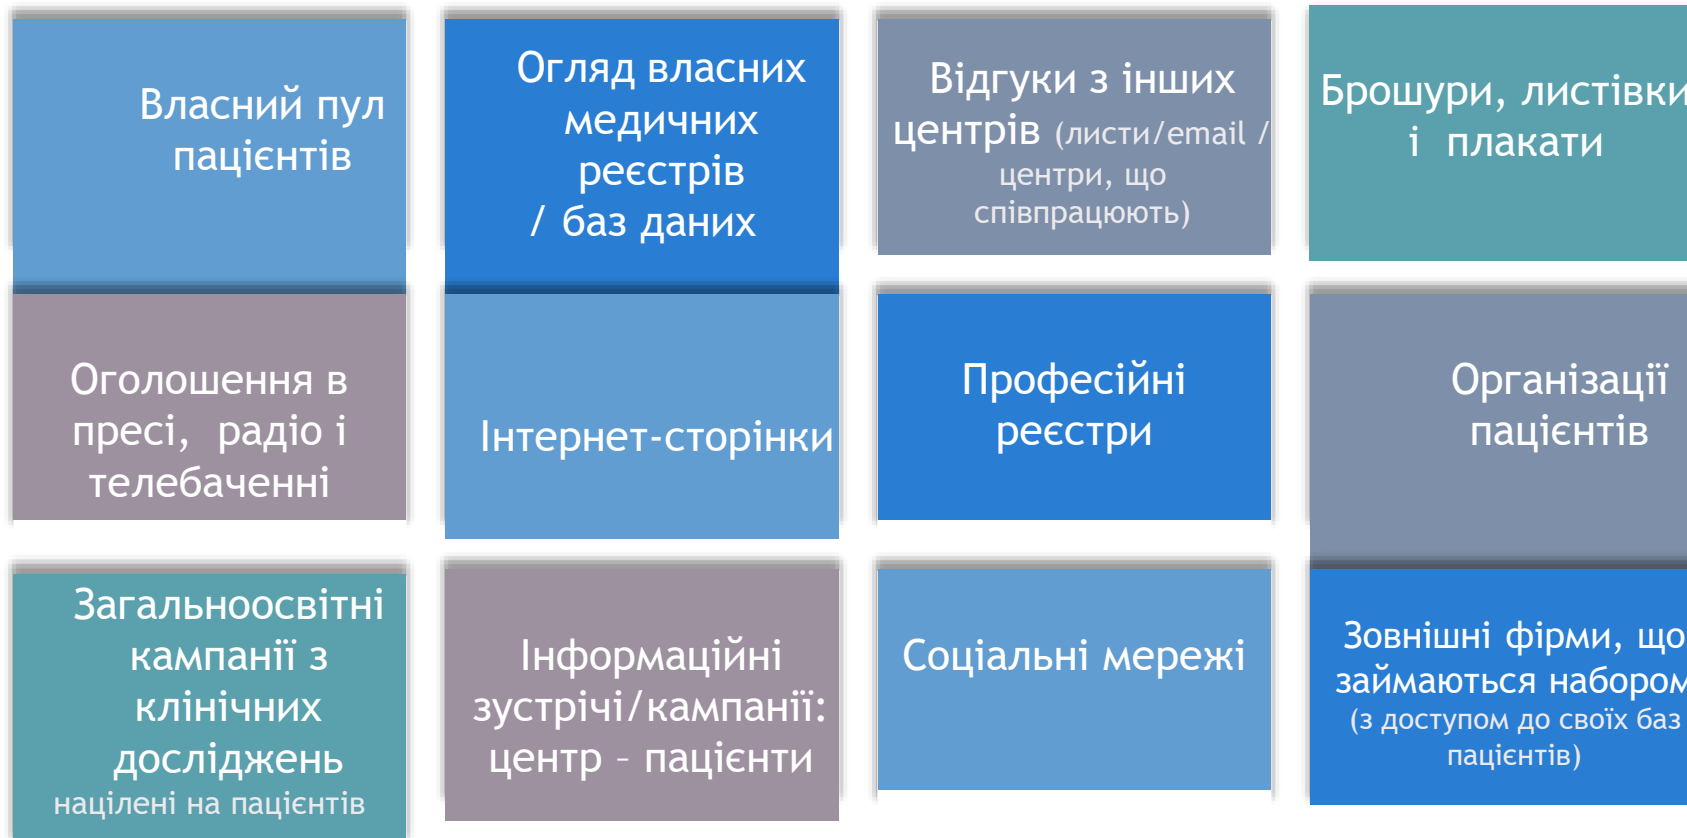 Власний пул
пацієнтів
Огляд власних
медичних
реєстрів
/ баз даних
Відгуки з інших
центрів (листи/email /
центри, що
співпрацюють)
Брошури, листівки
і плакати
Оголошення в
пресі, радіо і
телебаченні
Інтернет-сторінки
Професійні
реєстри
Організації
пацієнтів
Загальноосвітні
кампанії з
клінічних
досліджень
націлені на пацієнтів
Інформаційні
зустрічі/кампанії:
центр – пацієнти
Соціальні мережі
Зовнішні фірми, що
займаються набором
(з доступом до своїх баз
пацієнтів)